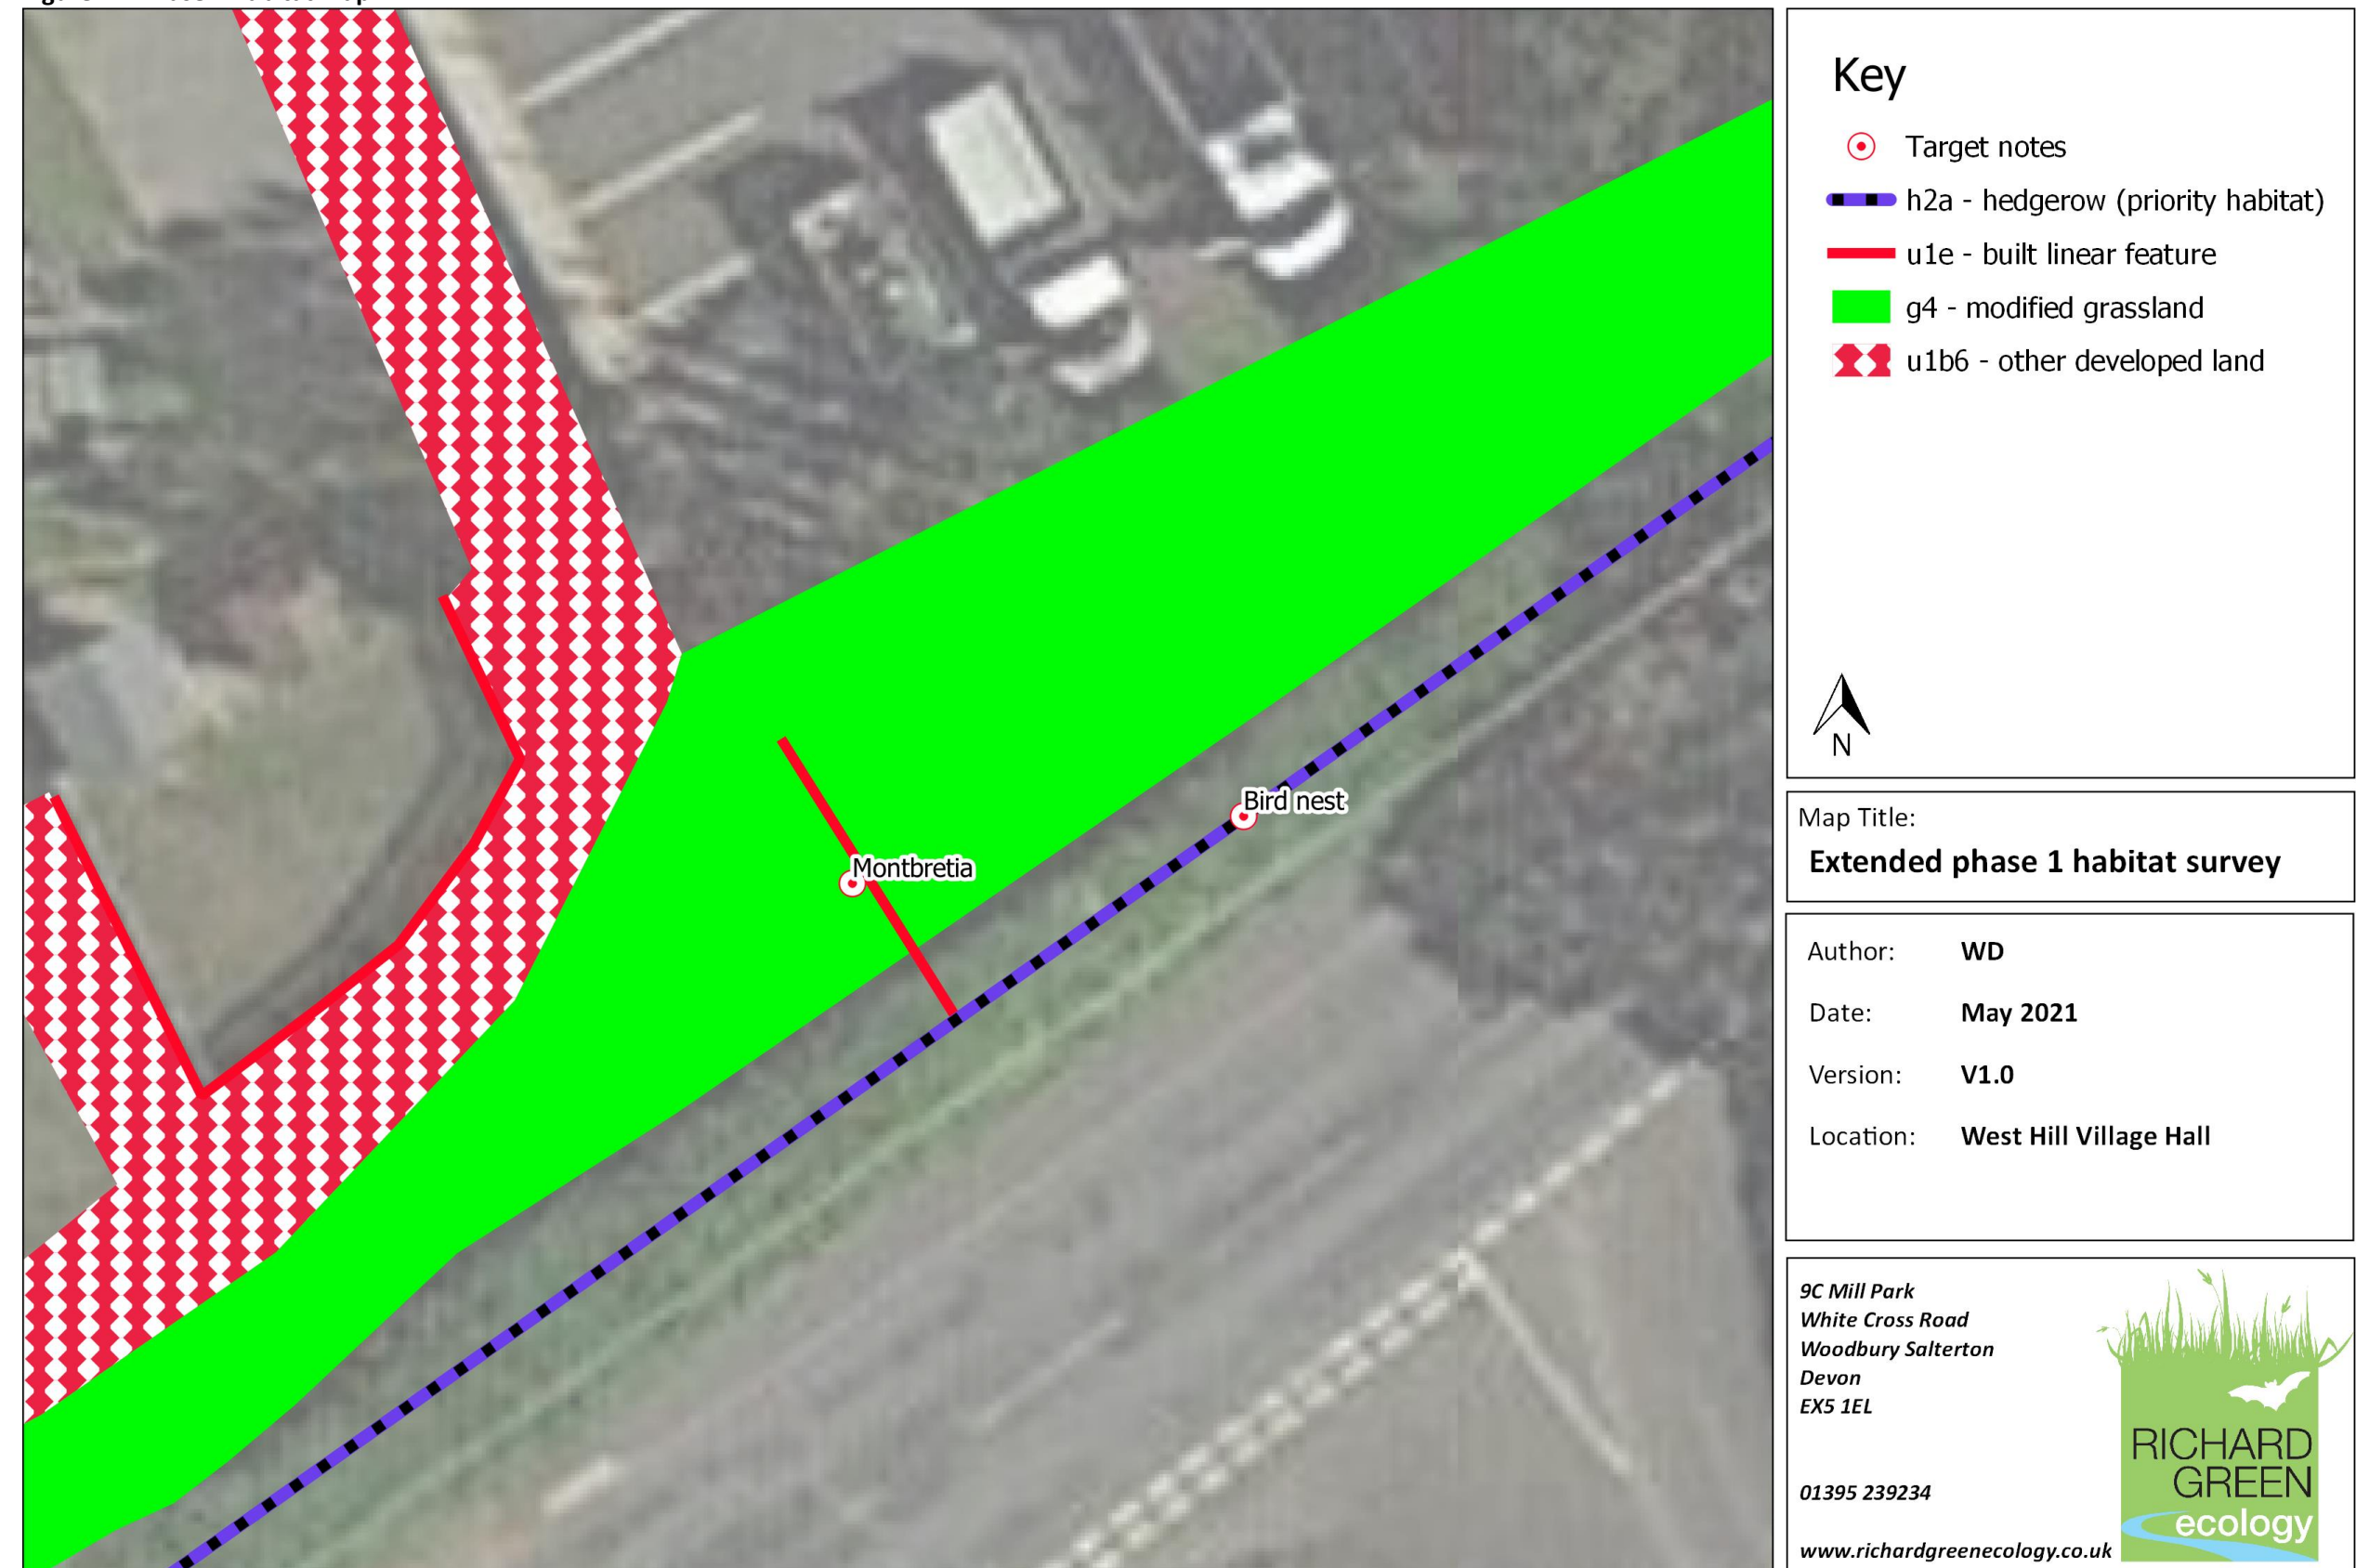 Bird nest
Montbretia
Key
Target notes
h2a - hedgerow (priority habitat)
u1e - built linear feature
g4 - modified grassland
u1b6 - other developed land
N
Map Title:
Extended phase 1 habitat survey
Author: WD
Date: May 2021
Version: V1.0
Location: West Hill Village Hall
9C Mill Park
White Cross Road
Woodbury Salterton
Devon
EX5 1EL
01395 239234
www.richardgreenecology.co.uk
RICHARD
GREEN
ecology